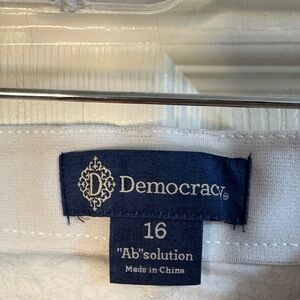 D Democracy®
16
"Ab"solution
Made in China